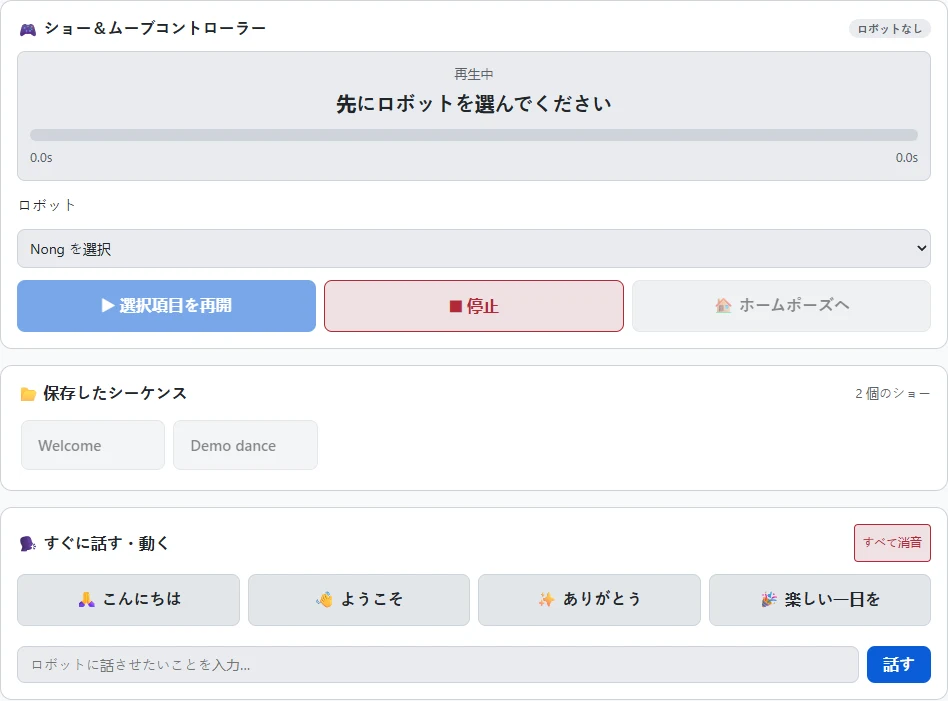 🎮 ショー＆ムーブコントローラー
ロボットなし
再生中
先にロボットを選んでください
0.0s 0.0s
ロボット
Nong を選択
▶ 選択項目を再開
■ 停止
🏠 ホームポーズへ
📁 保存したシーケンス
2 個のショー
Welcome
Demo dance
🗣 すぐに話す・動く
すべて消音
🙏 こんにちは
👋 ようこそ
✨ ありがとう
🎉 楽しい一日を
ロボットに話させたいことを入力...
話す